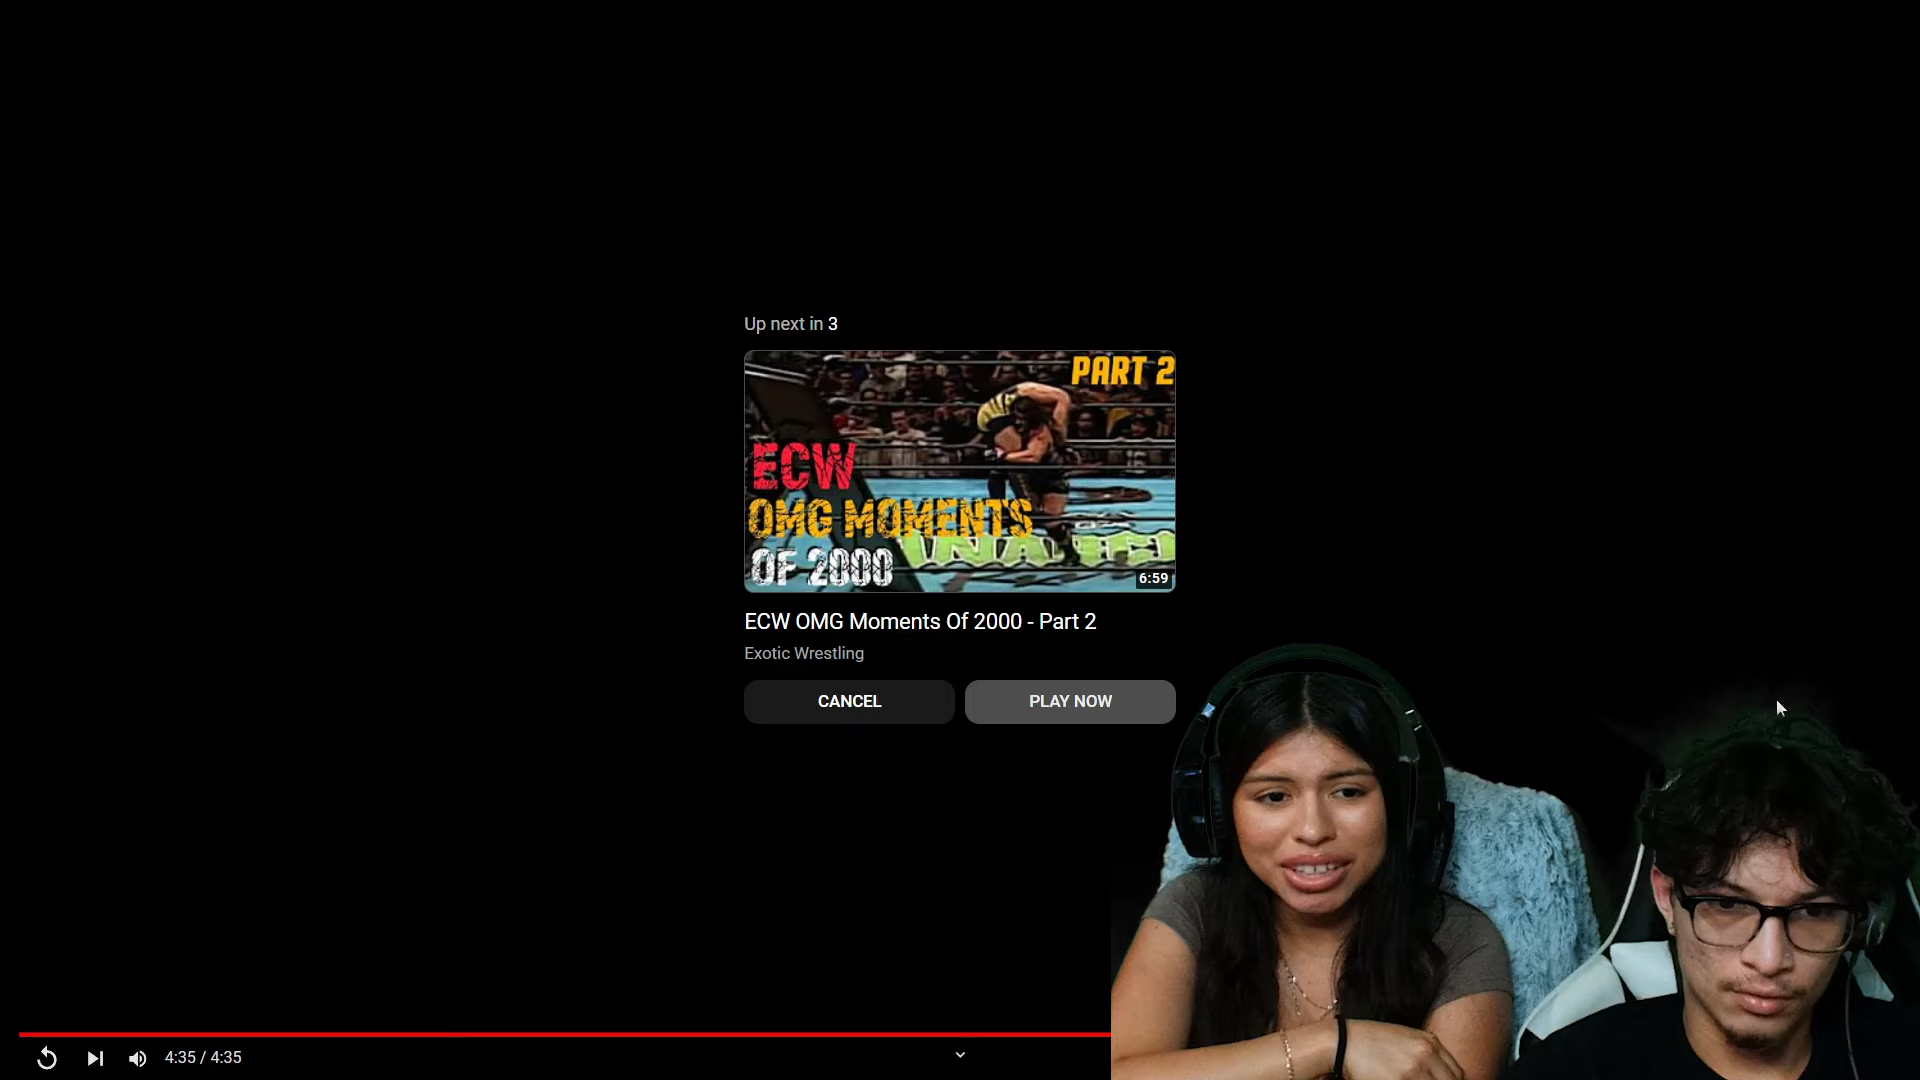 Up next in 3
PART 2
ECW
OMG MOMENTS
OF 2000
6:59
ECW OMG Moments Of 2000 - Part 2
Exotic Wrestling
CANCEL
PLAY NOW
4:35 / 4:35